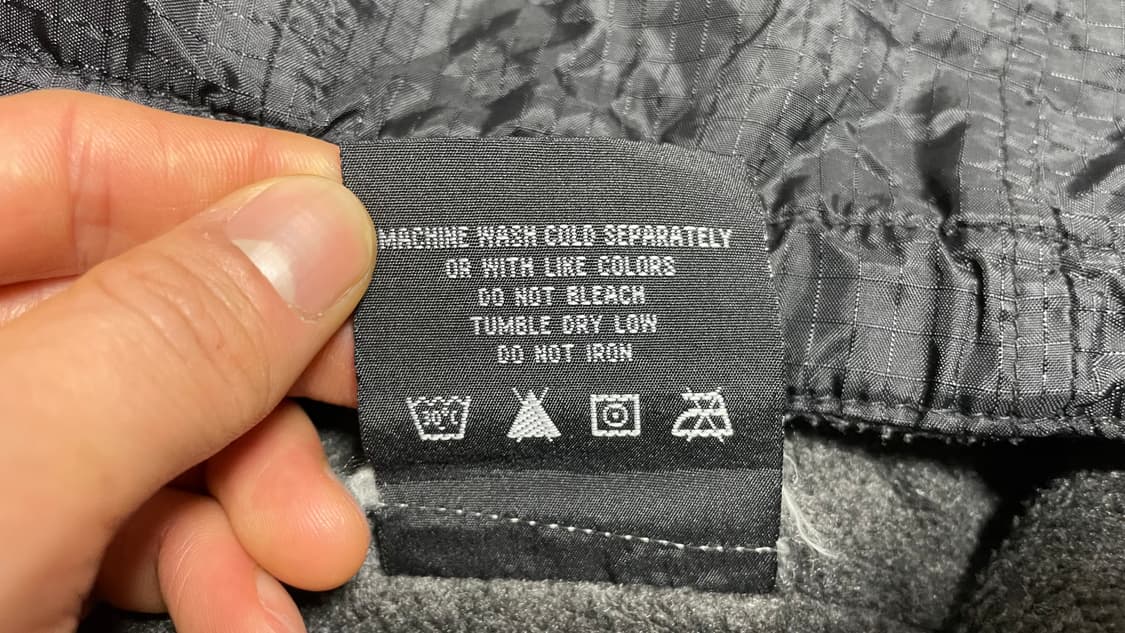 MACHINE WASH COLD SEPARATELY
OR WITH LIKE COLORS
DO NOT BLEACH
TUMBLE DRY LOW
DO NOT IRON
30°C